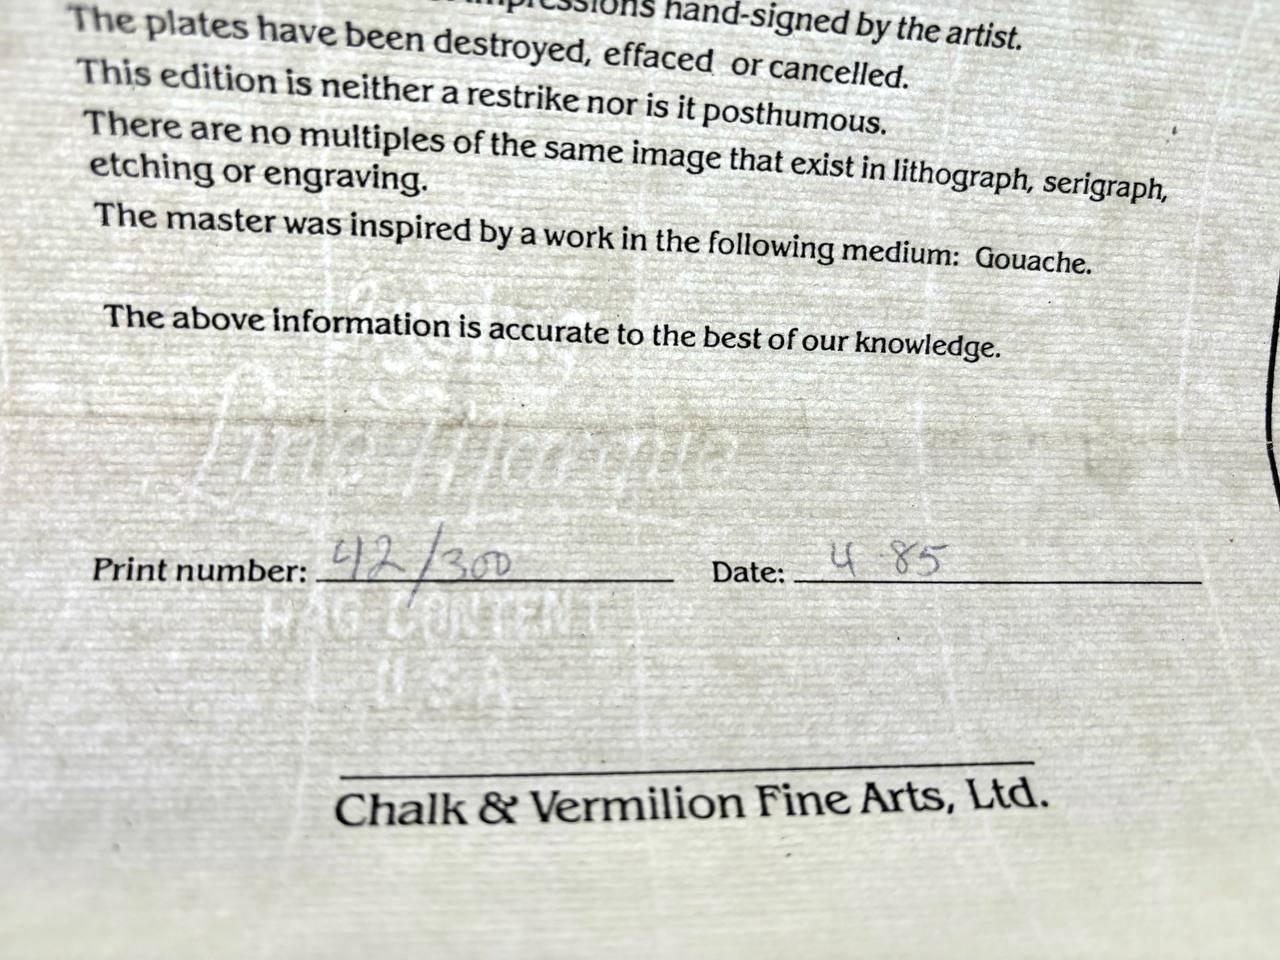 impressions hand-signed by the artist.
The plates have been destroyed, effaced or cancelled.
This edition is neither a restrike nor is it posthumous.
There are no multiples of the same image that exist in lithograph, serigraph,
etching or engraving.
The master was inspired by a work in the following medium: Gouache.
The above information is accurate to the best of our knowledge.
Print number: 42/300 Date: 4 85
CONTENT
USA
Chalk & Vermilion Fine Arts, Ltd.